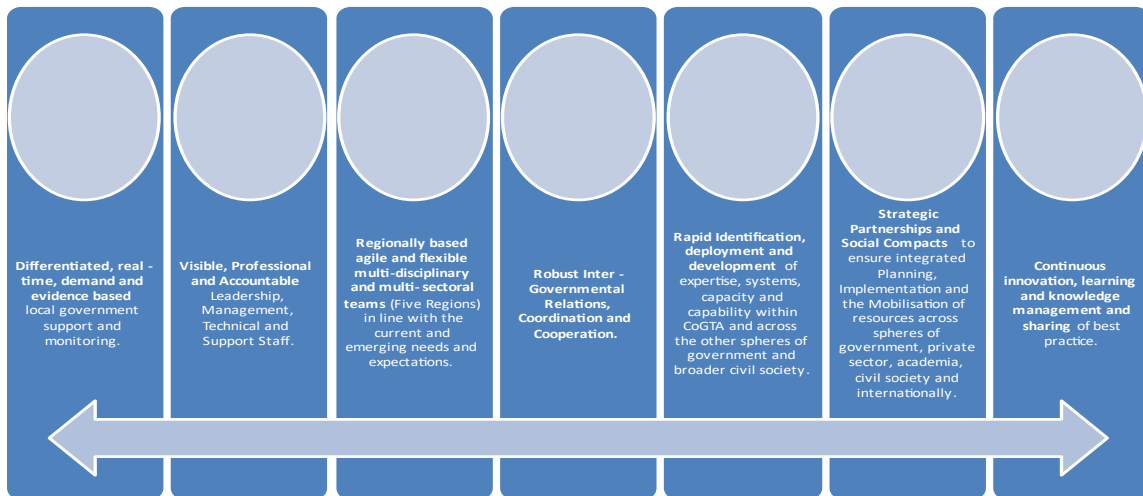 Differentiated, real -
time, demand and
evidence based
local government
support and
monitoring.
Visible, Professional
and Accountable
Leadership,
Management,
Technical and
Support Staff.
Regionally based
agile and flexible
multi-disciplinary
and multi- sectoral
teams (Five Regions)
in line with the
current and
emerging needs and
expectations.
Robust Inter -
Governmental
Relations,
Coordination and
Cooperation.
Rapid Identification,
deployment and
development of
expertise, systems,
capacity and
capability within
CoGTA and across
the other spheres of
government and
broader civil society.
Strategic
Partnerships and
Social Compacts to
ensure integrated
Planning,
Implementation and
the Mobilisation of
resources across
spheres of
government, private
sector, academia,
civil society and
internationally.
Continuous
innovation, learning
and knowledge
management and
sharing of best
practice.